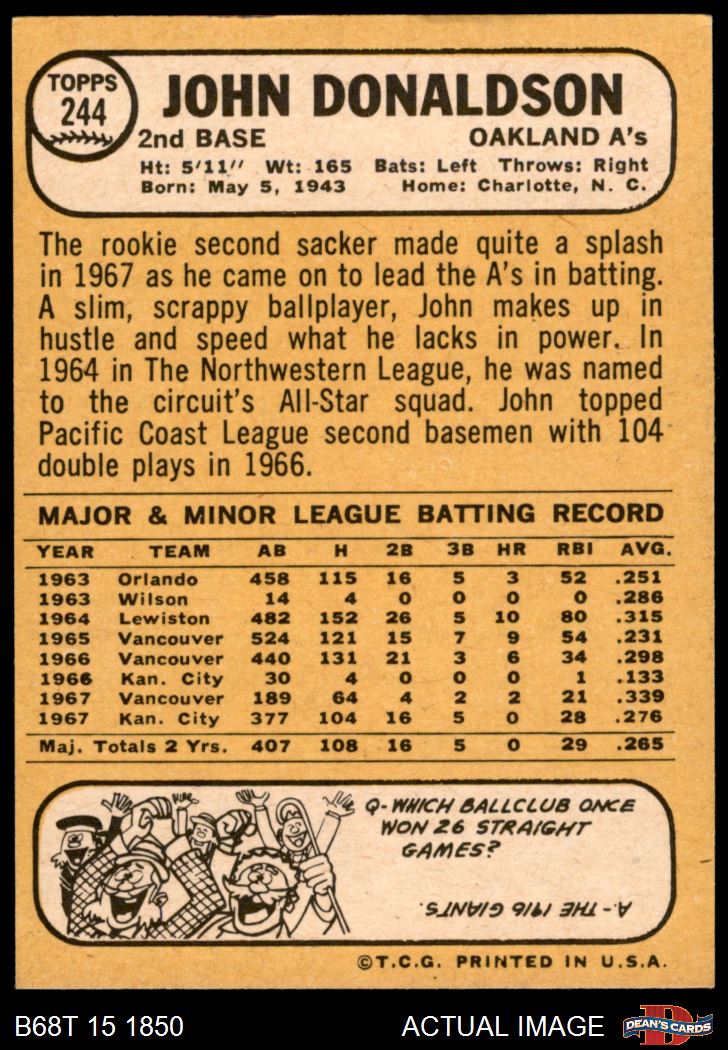 TOPPS
244
JOHN DONALDSON
2nd BASE OAKLAND A's
Ht: 5'11" Wt: 165 Bats: Left Throws: Right
Born: May 5, 1943 Home: Charlotte, N. C.
The rookie second sacker made quite a splash
in 1967 as he came on to lead the A's in batting.
A slim, scrappy ballplayer, John makes up in
hustle and speed what he lacks in power. In
1964 in The Northwestern League, he was named
to the circuit's All-Star squad. John topped
Pacific Coast League second basemen with 104
double plays in 1966.
MAJOR & MINOR LEAGUE BATTING RECORD
YEAR TEAM AB H 2B 3B HR RBI AVG.
1963 Orlando 458 115 16 5 3 52 .251
1963 Wilson 14 4 0 0 0 0 .286
1964 Lewiston 482 152 26 5 10 80 .315
1965 Vancouver 524 121 15 7 9 54 .231
1966 Vancouver 440 131 21 3 6 34 .298
1966 Kan. City 30 4 0 0 0 1 .133
1967 Vancouver 189 64 4 2 2 21 .339
1967 Kan. City 377 104 16 5 0 28 .276
Maj. Totals 2 Yrs. 407 108 16 5 0 29 .265
Q-WHICH BALLCLUB ONCE
WON 26 STRAIGHT
GAMES?
A-THE 1916 GIANTS.
©T.C.G. PRINTED IN U.S.A.
B68T 15 1850 ACTUAL IMAGE D DEAN'S CARDS